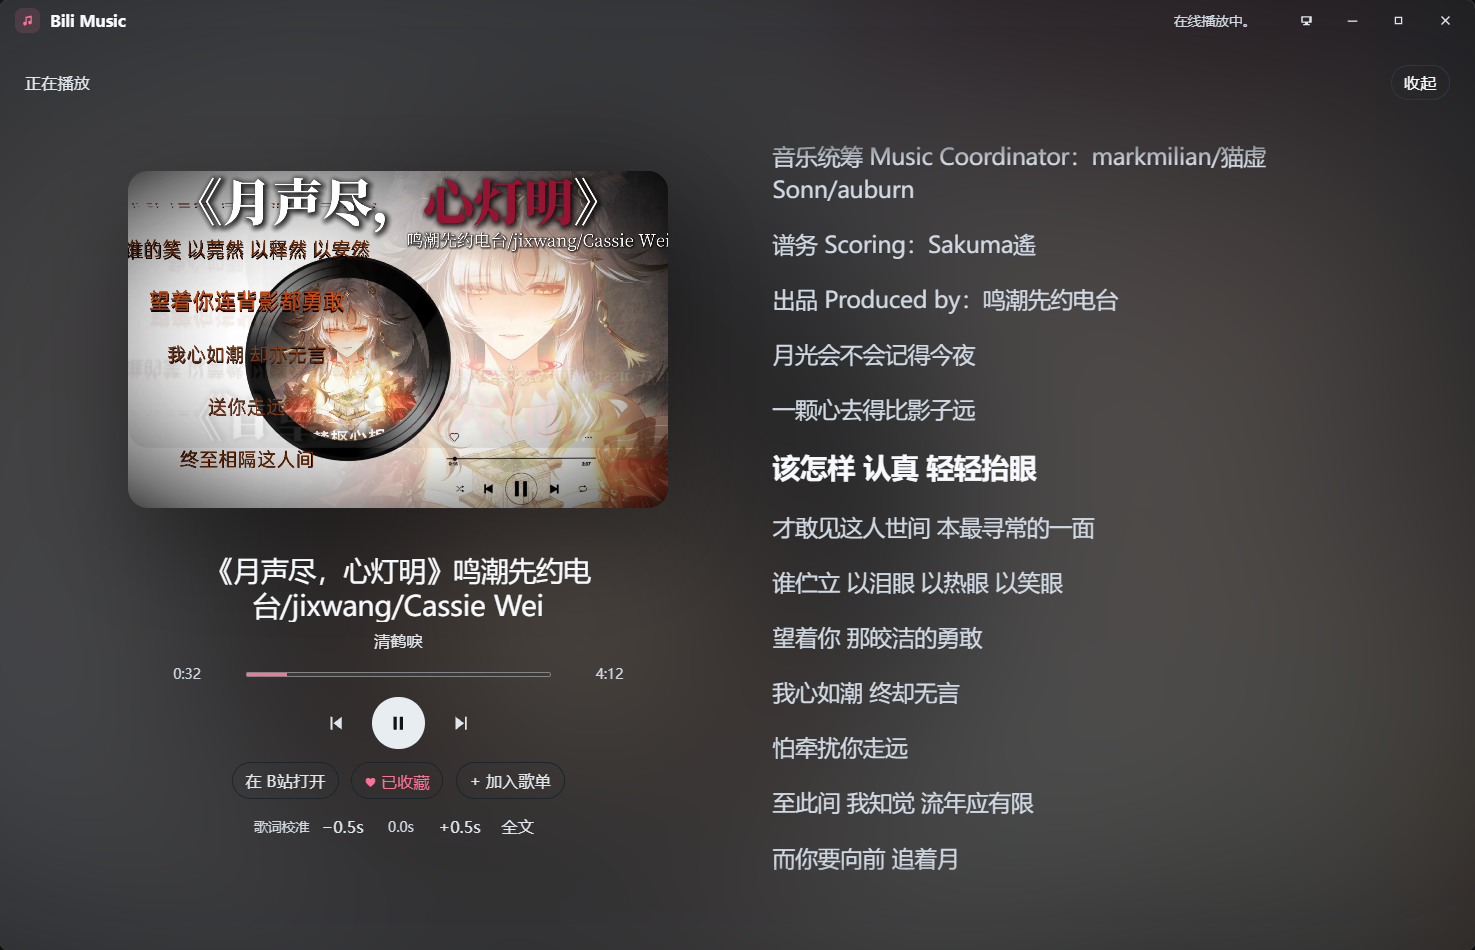 Bili Music
在线播放中。
正在播放
收起
《月声尽，心灯明》
鸣潮先约电台/jixwang/Cassie Wei
的笑 以莞然 以释然 以安然
望着你连背影都勇敢
我心如潮 却亦无言
送你走远
终至相隔这人间
《月声尽，心灯明》鸣潮先约电
台/jixwang/Cassie Wei
清鹤唳
0:32
4:12
在 B站打开
已收藏
+ 加入歌单
歌词校准
−0.5s
0.0s
+0.5s
全文
音乐统筹 Music Coordinator：markmilian/猫虚
Sonn/auburn
谱务 Scoring：Sakuma遙
出品 Produced by：鸣潮先约电台
月光会不会记得今夜
一颗心去得比影子远
该怎样 认真 轻轻抬眼
才敢见这人世间 本最寻常的一面
谁伫立 以泪眼 以热眼 以笑眼
望着你 那皎洁的勇敢
我心如潮 终却无言
怕牵扰你走远
至此间 我知觉 流年应有限
而你要向前 追着月